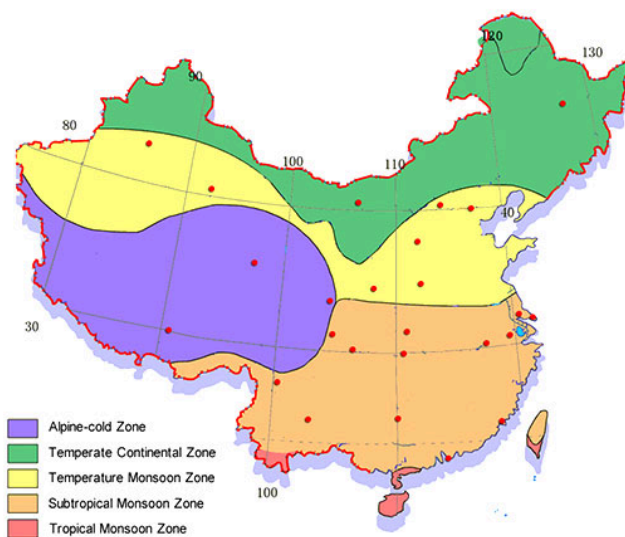 120
130
90
80
100
110
40
30
100
Alpine-cold Zone
Temperate Continental Zone
Temperature Monsoon Zone
Subtropical Monsoon Zone
Tropical Monsoon Zone